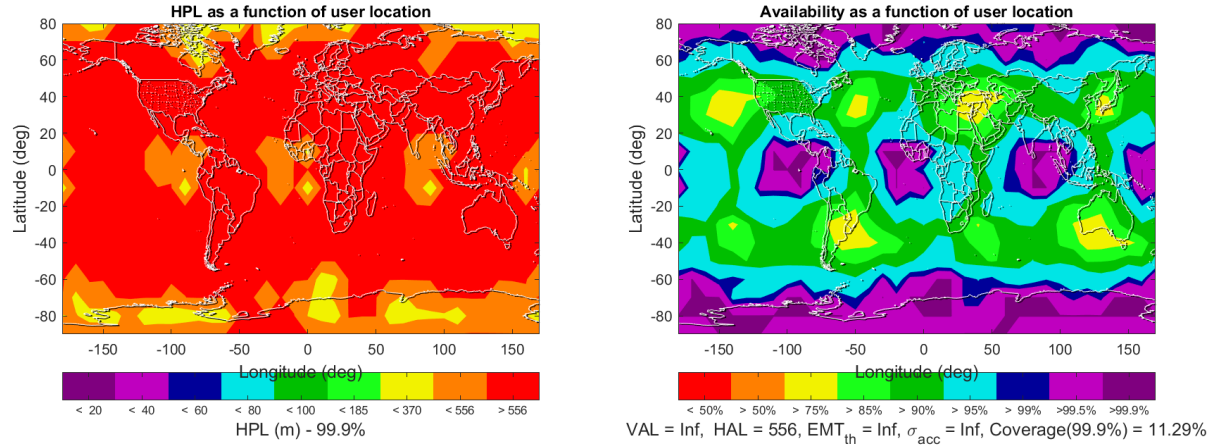 HPL as a function of user location
80
60
40
20
0
-20
-40
-60
-80
Latitude (deg)
-150 -100 -50 0 50 100 150
Longitude (deg)
< 20 < 40 < 60 < 80 <100 <185 <370 <556 >556
HPL (m) - 99.9%
Availability as a function of user location
80
60
40
20
0
-20
-40
-60
-80
Latitude (deg)
-150 -100 -50 0 50 100 150
Longitude (deg)
< 50% > 50% > 75% > 85% > 90% > 95% > 99% >99.5% >99.9%
VAL = Inf, HAL = 556, EMT_th = Inf, σ_acc = Inf, Coverage(99.9%) = 11.29%